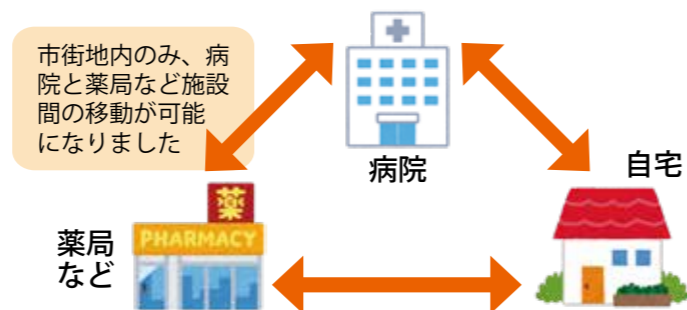 市街地内のみ、病
院と薬局など施設
間の移動が可能
になりました
病院
自宅
薬
PHARMACY
薬局
など